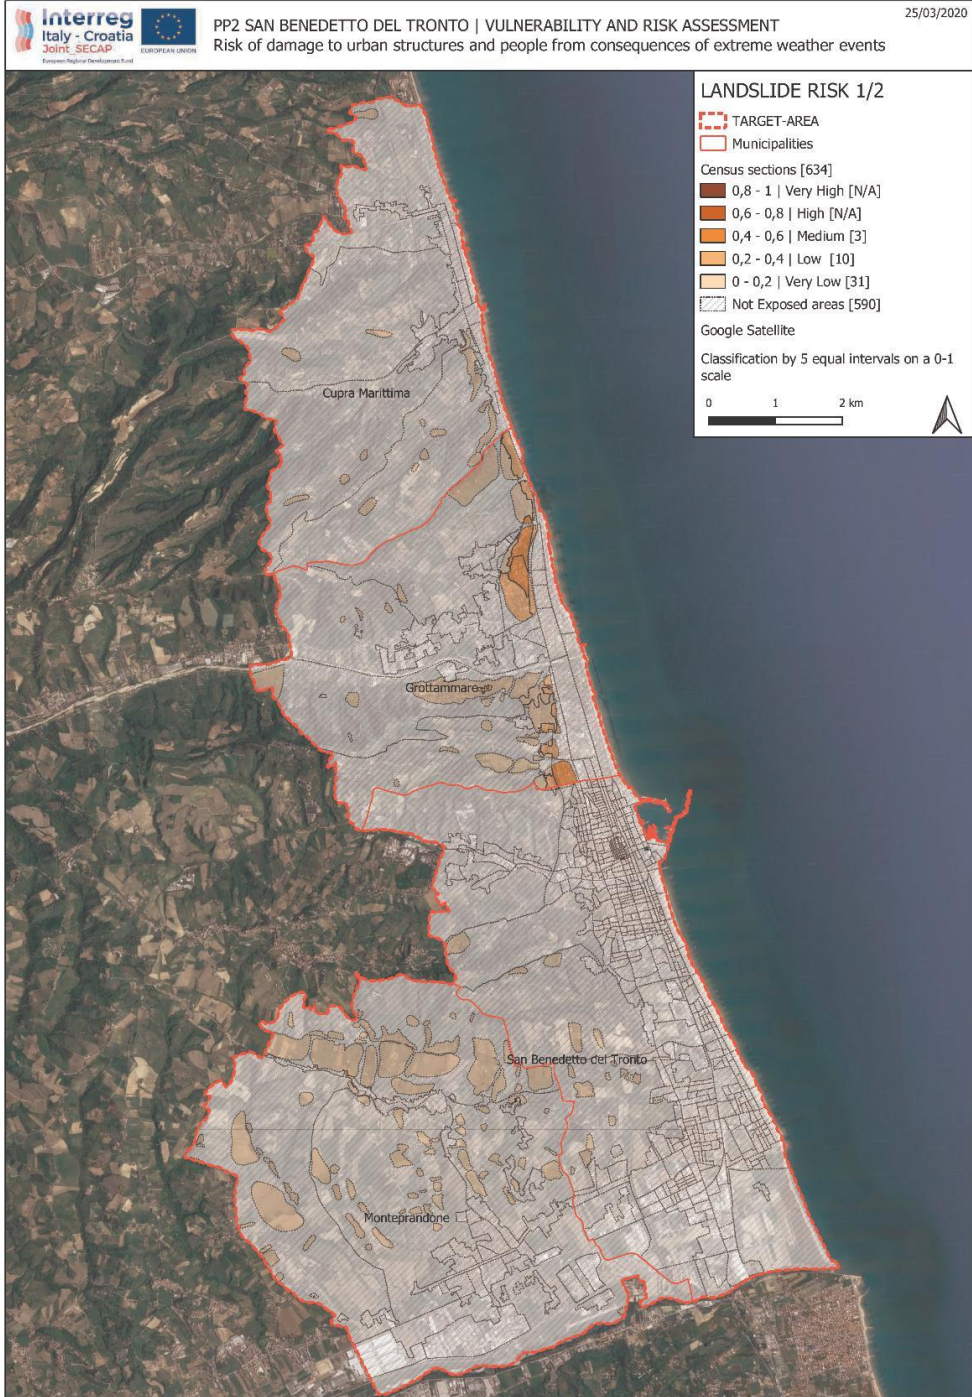 Interreg
Italy - Croatia
Joint_SECAP
European Regional Development Fund
EUROPEAN UNION
PP2 SAN BENEDETTO DEL TRONTO | VULNERABILITY AND RISK ASSESSMENT
Risk of damage to urban structures and people from consequences of extreme weather events
25/03/2020
LANDSLIDE RISK 1/2
TARGET-AREA
Municipalities
Census sections [634]
0,8 - 1 | Very High [N/A]
0,6 - 0,8 | High [N/A]
0,4 - 0,6 | Medium [3]
0,2 - 0,4 | Low [10]
0 - 0,2 | Very Low [31]
Not Exposed areas [590]
Google Satellite
Classification by 5 equal intervals on a 0-1
scale
0 1 2 km
Cupra Marittima
Grottammare
San Benedetto del Tronto
Monteprandone